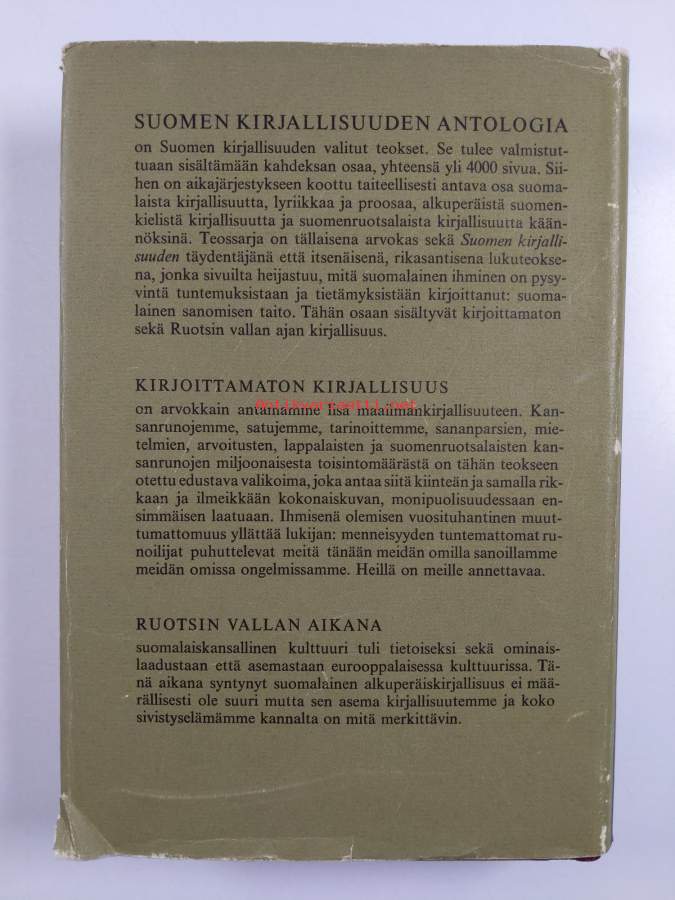 SUOMEN KIRJALLISUUDEN ANTOLOGIA
on Suomen kirjallisuuden valitut teokset. Se tulee valmistut-
tuaan sisältämään kahdeksan osaa, yhteensä yli 4000 sivua. Sii-
hen on aikajärjestykseen koottu taiteellisesti antava osa suoma-
laista kirjallisuutta, lyriikkaa ja proosaa, alkuperäistä suomen-
kielistä kirjallisuutta ja suomenruotsalaista kirjallisuutta kään-
nöksinä. Teossarja on tällaisena arvokas sekä Suomen kirjalli-
suuden täydentäjänä että itsenäisenä, rikasantisena lukuteokse-
na, jonka sivuilta heijastuu, mitä suomalainen ihminen on pysy-
vintä tuntemuksistaan ja tietämyksistään kirjoittanut: suoma-
lainen sanomisen taito. Tähän osaan sisältyvät kirjoittamaton
sekä Ruotsin vallan ajan kirjallisuus.
KIRJOITTAMATON KIRJALLISUUS
on arvokkain antamamme lisä maailmankirjallisuuteen. Kan-
sanrunojemme, satujemme, tarinoittemme, sananparsien, mie-
telmien, arvoitusten, lappalaisten ja suomenruotsalaisten kan-
sanrunojen miljoonaisesta toisintomäärästä on tähän teokseen
otettu edustava valikoima, joka antaa siitä kiinteän ja samalla rik-
kaan ja ilmeikkään kokonaiskuvan, monipuolisuudessaan en-
simmäisen laatuaan. Ihmisenä olemisen vuosituhantinen muut-
tumattomuus yllättää lukijan: menneisyyden tuntemattomat ru-
noilijat puhuttelevat meitä tänään meidän omilla sanoillamme
meidän omissa ongelmissamme. Heillä on meille annettavaa.
RUOTSIN VALLAN AIKANA
suomalaiskansallinen kulttuuri tuli tietoiseksi sekä ominais-
laadustaan että asemastaan eurooppalaisessa kulttuurissa. Tä-
nä aikana syntynyt suomalainen alkuperäiskirjallisuus ei mää-
rällisesti ole suuri mutta sen asema kirjallisuutemme ja koko
sivistyselämämme kannalta on mitä merkittävin.